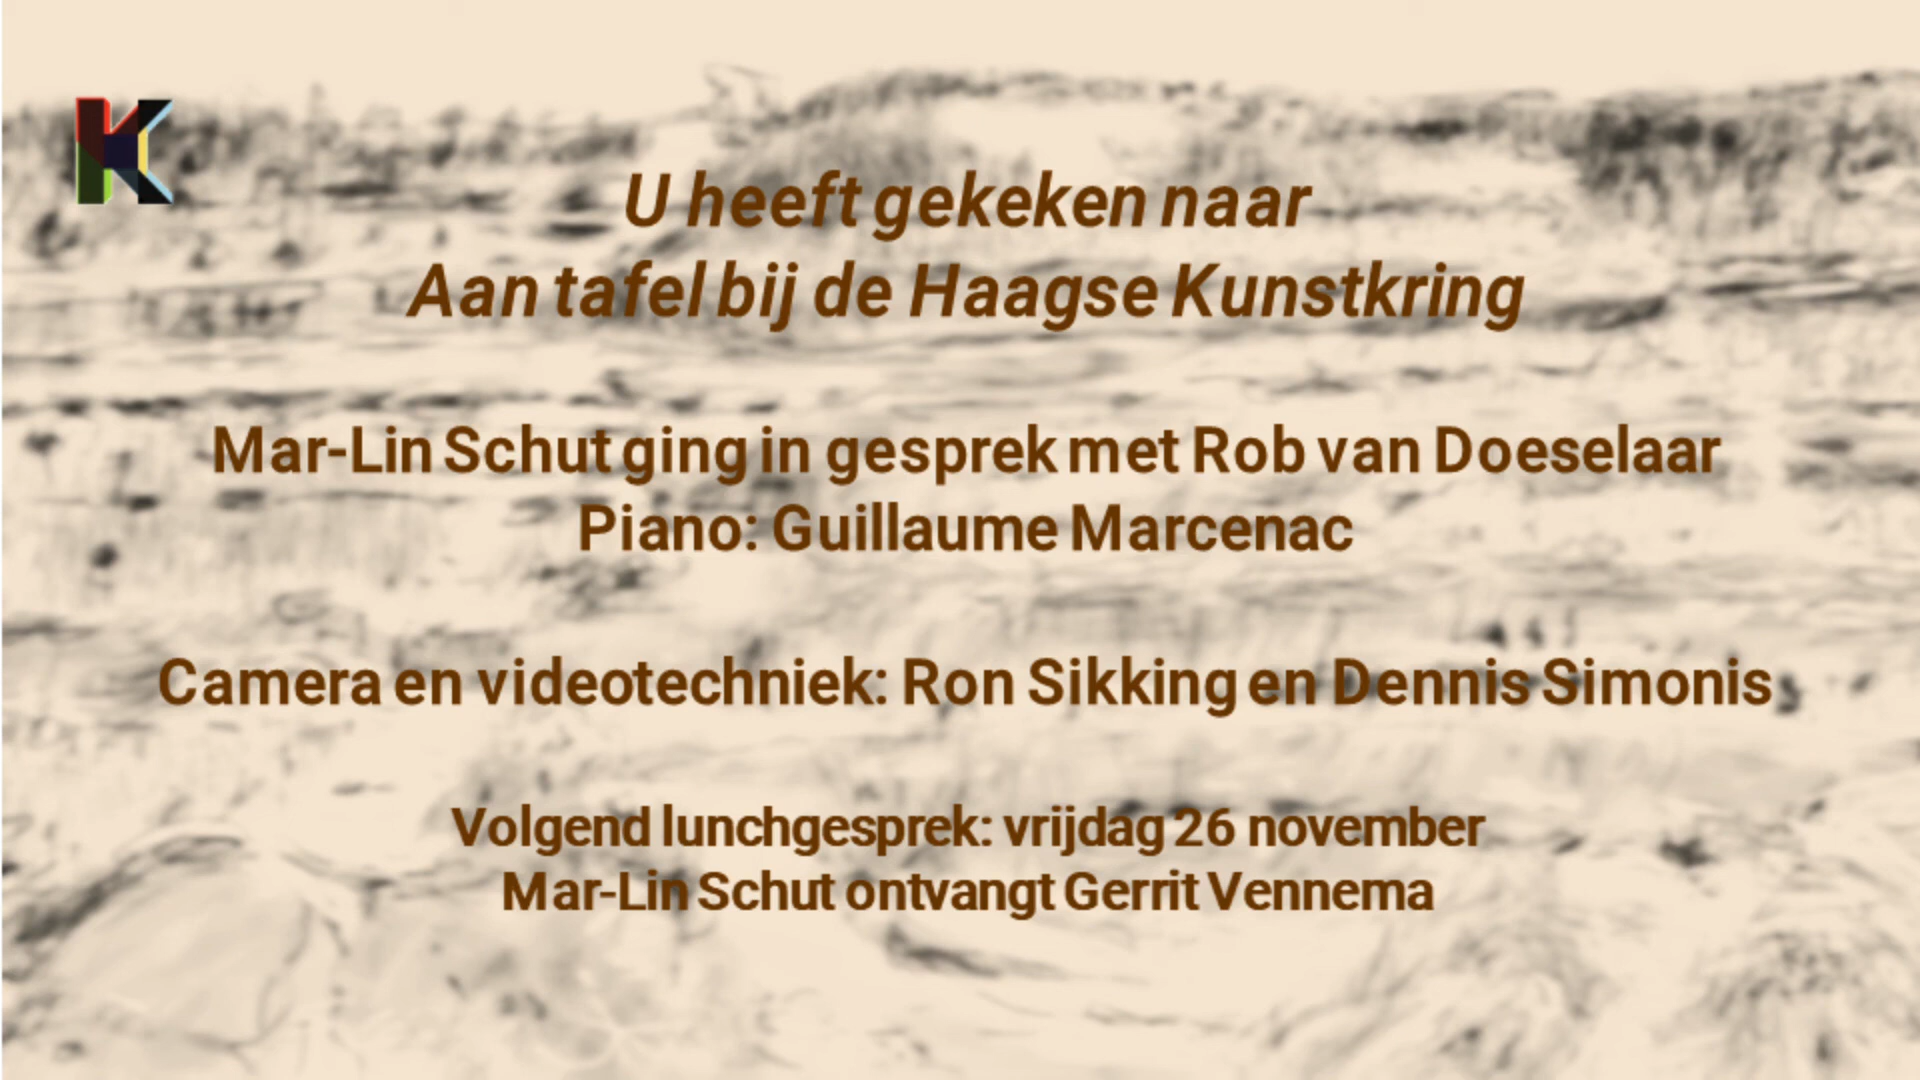 K
U heeft gekeken naar
Aan tafel bij de Haagse Kunstkring
Mar-Lin Schut ging in gesprek met Rob van Doeselaar
Piano: Guillaume Marcenac
Camera en videotechniek: Ron Sikking en Dennis Simonis
Volgend lunchgesprek: vrijdag 26 november
Mar-Lin Schut ontvangt Gerrit Vennema